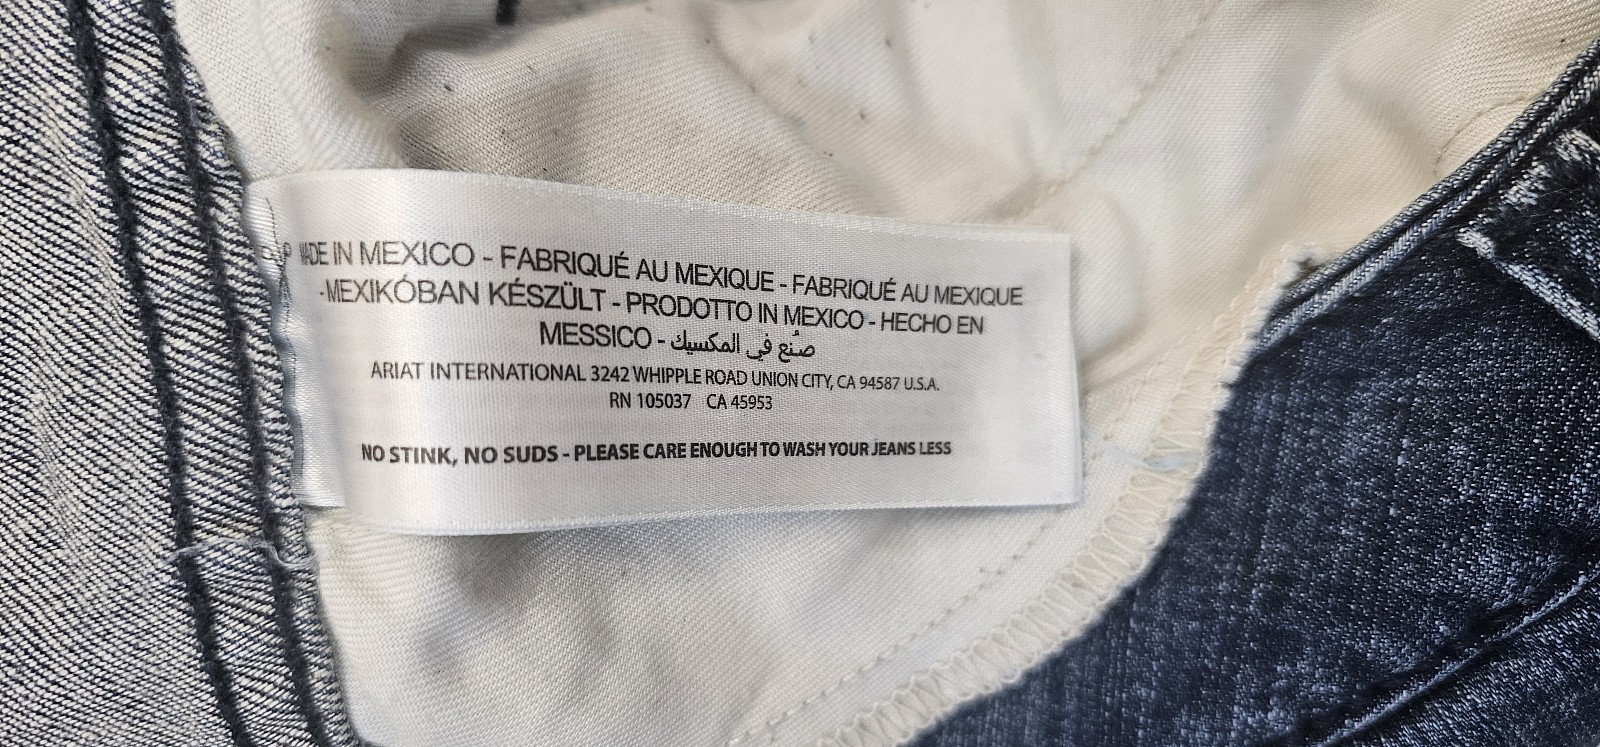 MADE IN MEXICO - FABRIQUÉ AU MEXIQUE - FABRIQUÉ AU MEXIQUE
-MEXIKÓBAN KÉSZÜLT - PRODOTTO IN MEXICO - HECHO EN
MESSICO - صُنع في المكسيك
ARIAT INTERNATIONAL 3242 WHIPPLE ROAD UNION CITY, CA 94587 U.S.A.
RN 105037 CA 45953
NO STINK, NO SUDS - PLEASE CARE ENOUGH TO WASH YOUR JEANS LESS